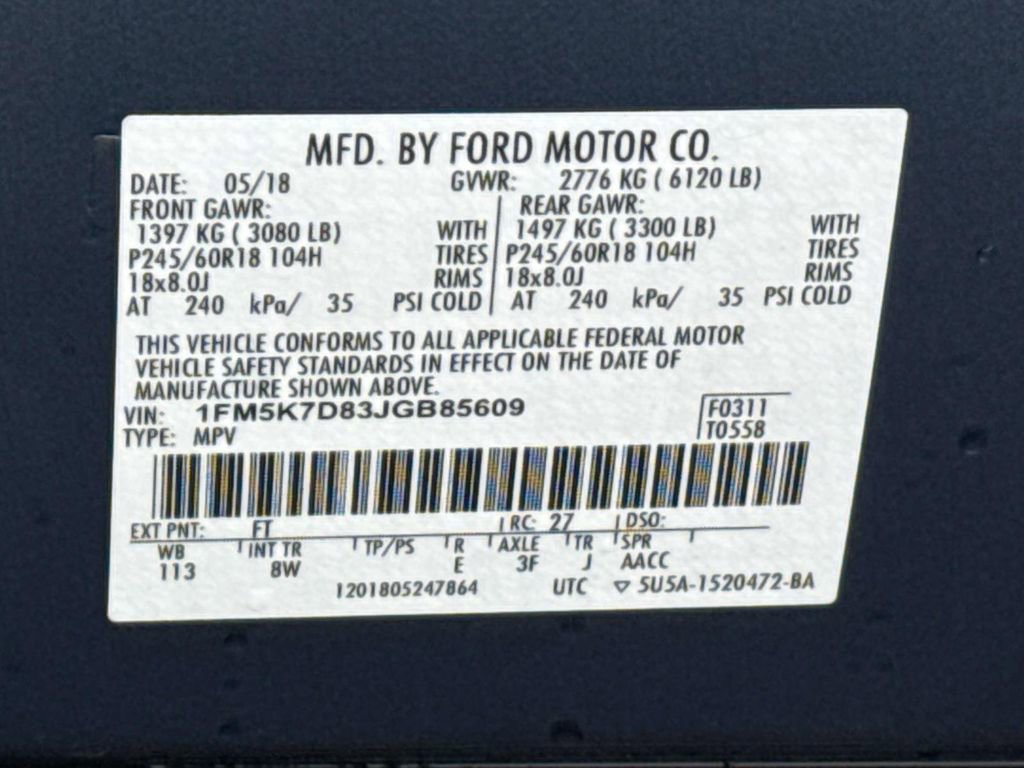 MFD. BY FORD MOTOR CO.
DATE: 05/18 GVWR: 2776 KG ( 6120 LB)
FRONT GAWR: REAR GAWR:
1397 KG ( 3080 LB) WITH 1497 KG ( 3300 LB) WITH
P245/60R18 104H TIRES P245/60R18 104H TIRES
18x8.0J RIMS 18x8.0J RIMS
AT 240 kPa/ 35 PSI COLD AT 240 kPa/ 35 PSI COLD
THIS VEHICLE CONFORMS TO ALL APPLICABLE FEDERAL MOTOR
VEHICLE SAFETY STANDARDS IN EFFECT ON THE DATE OF
MANUFACTURE SHOWN ABOVE.
VIN: 1FM5K7D83JGB85609 F0311
TYPE: MPV T0558
EXT PNT: FT RC: 27 DSO:
WB INT TR TP/PS R AXLE TR SPR
113 8W E 3F J AACC
1201805247864 UTC ▽ 5U5A-1520472-BA